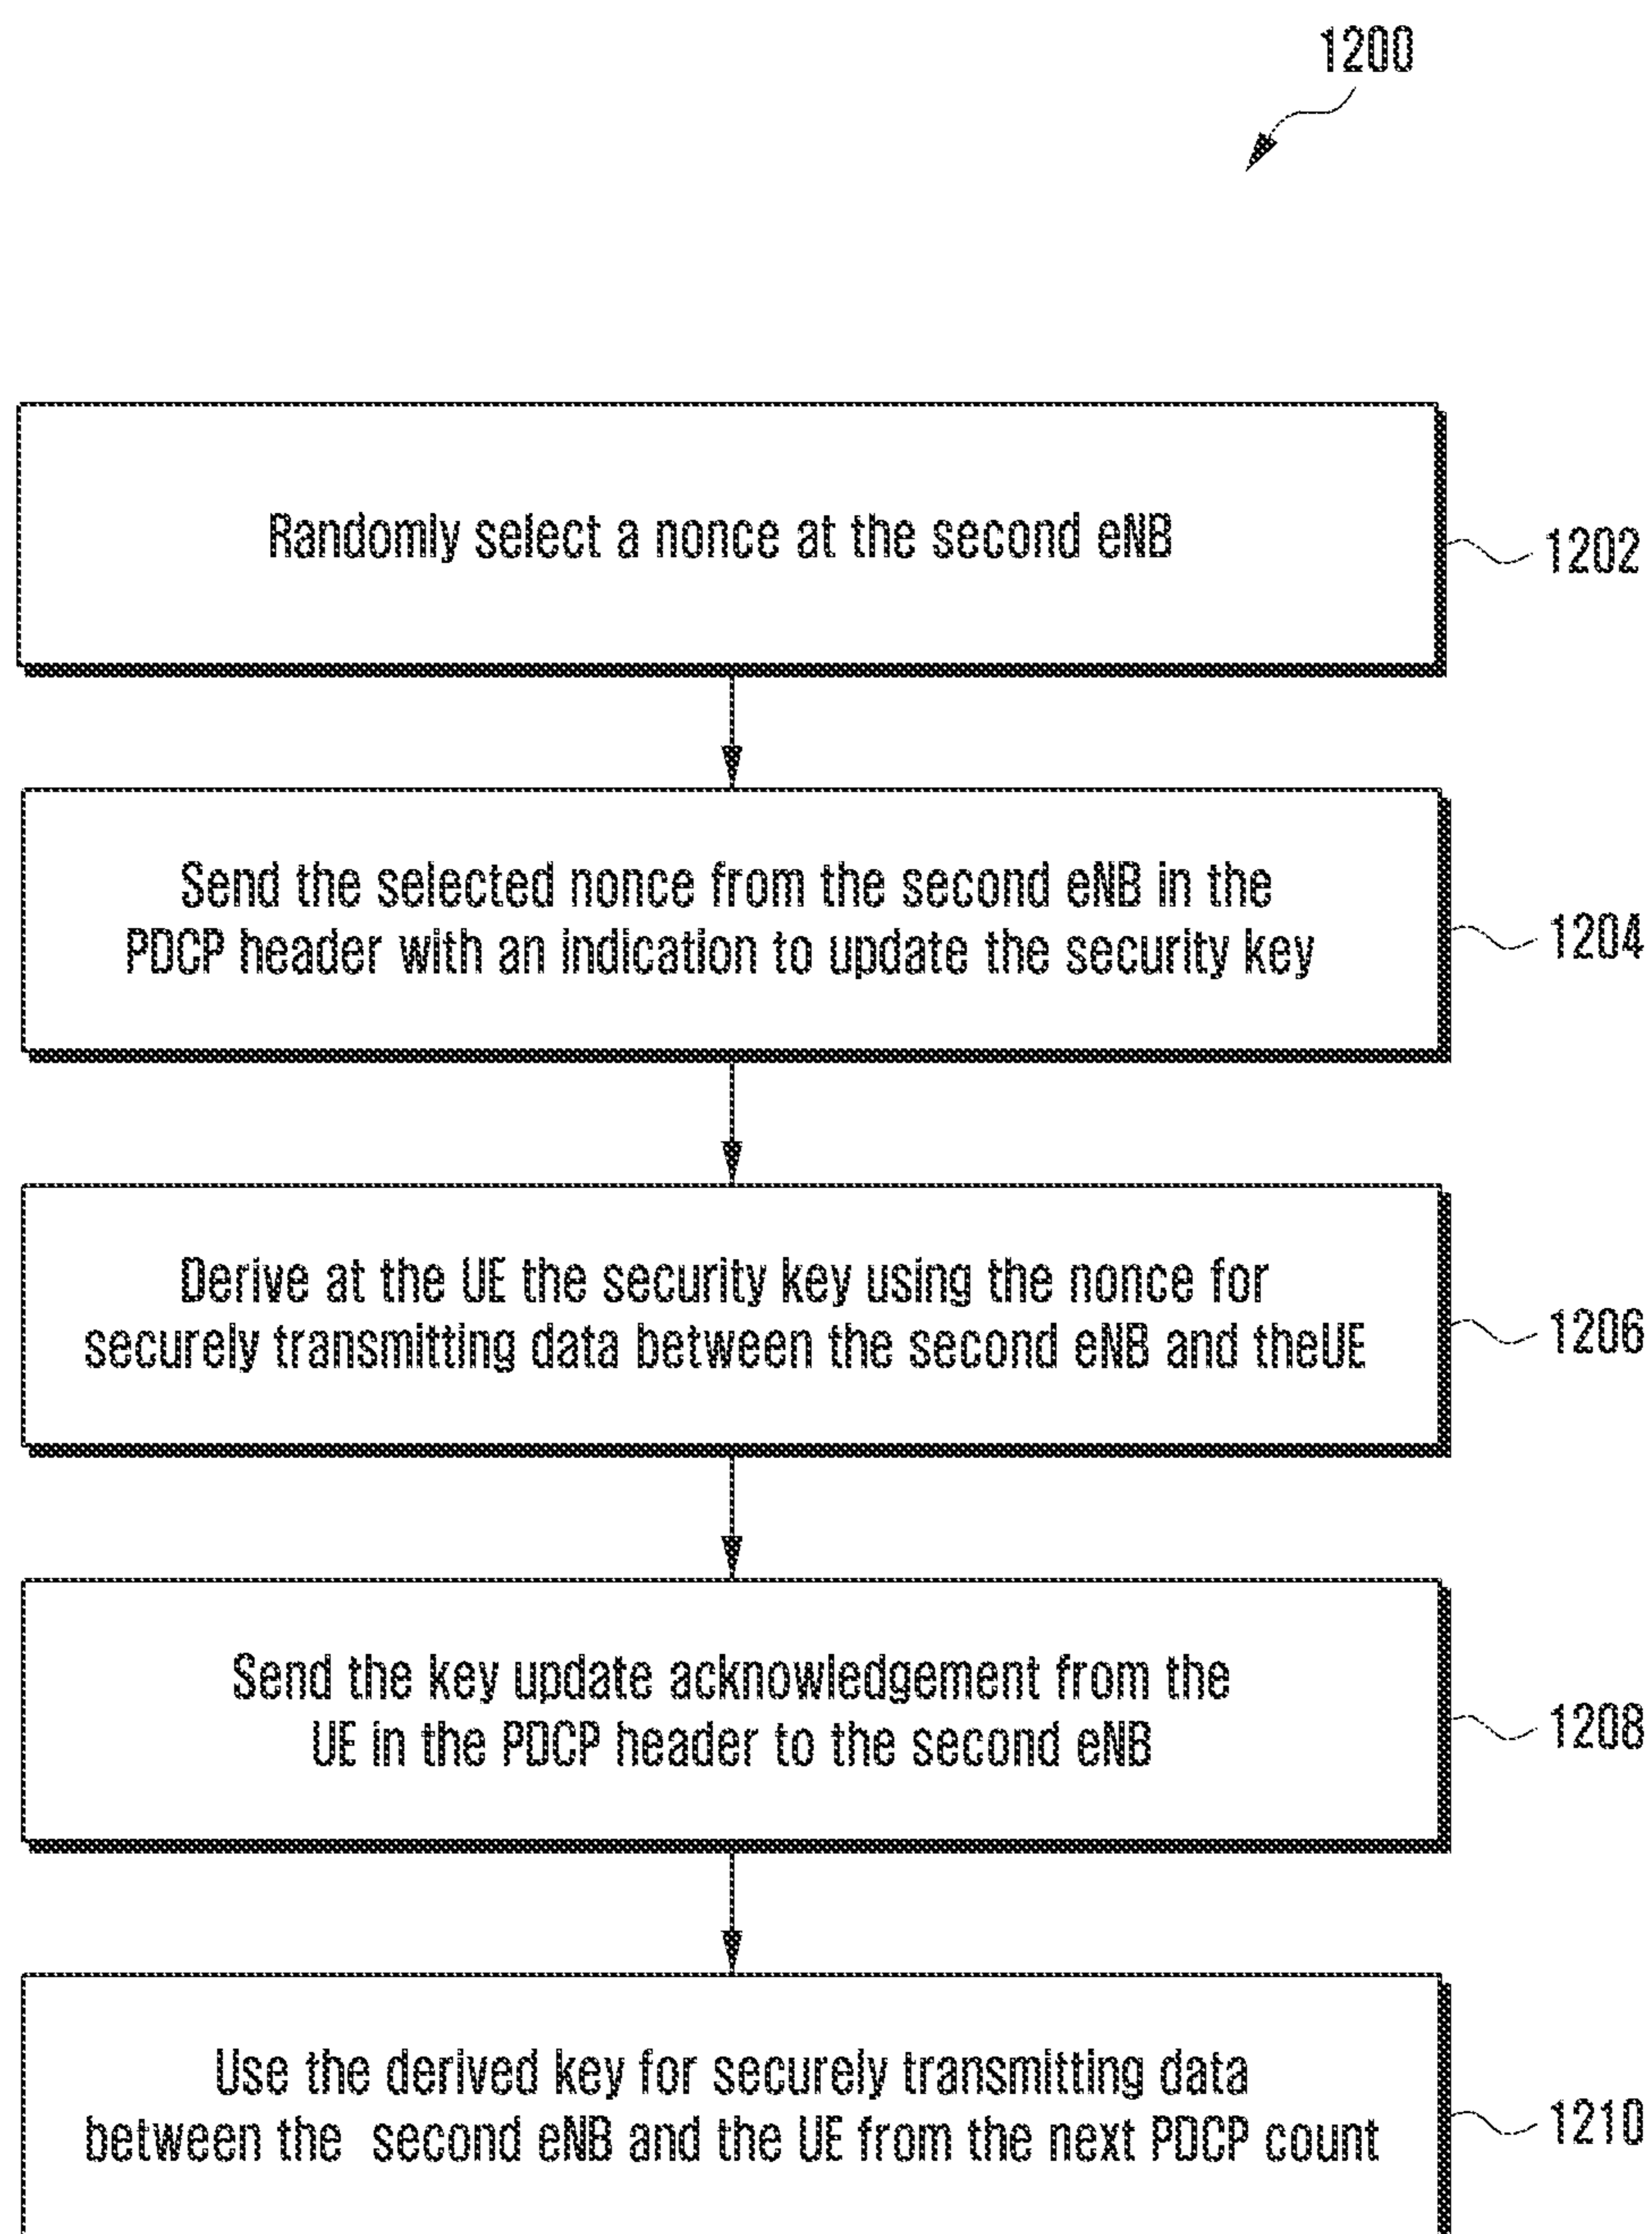 1200
Randomly select a nonce at the second eNB
1202
Send the selected nonce from the second eNB in the
PDCP header with an indication to update the security key
1204
Derive at the UE the security key using the nonce for
securely transmitting data between the second eNB and theUE
1206
Send the key update acknowledgement from the
UE in the PDCP header to the second eNB
1208
Use the derived key for securely transmitting data
between the second eNB and the UE from the next PDCP count
1210